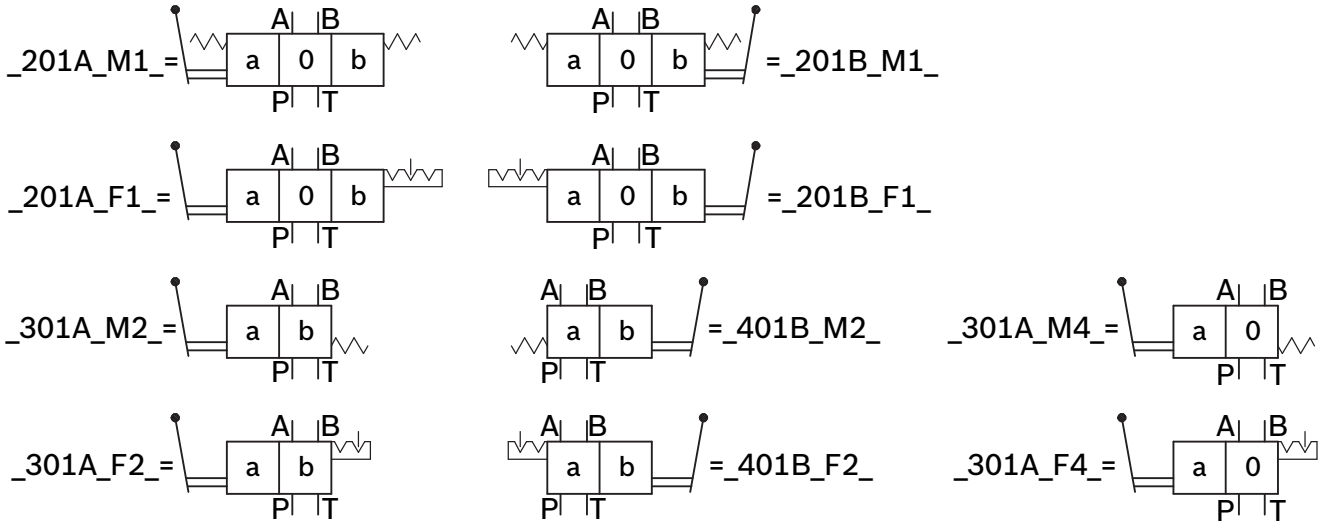 A B A B
_201A_M1_= a 0 b a 0 b =_201B_M1_
P T P T
A B A B
_201A_F1_= a 0 b a 0 b =_201B_F1_
P T P T
A B A B A B
_301A_M2_= a b a b =_401B_M2_ _301A_M4_= a 0
P T P T P T
A B A B A B
_301A_F2_= a b a b =_401B_F2_ _301A_F4_= a 0
P T P T P T